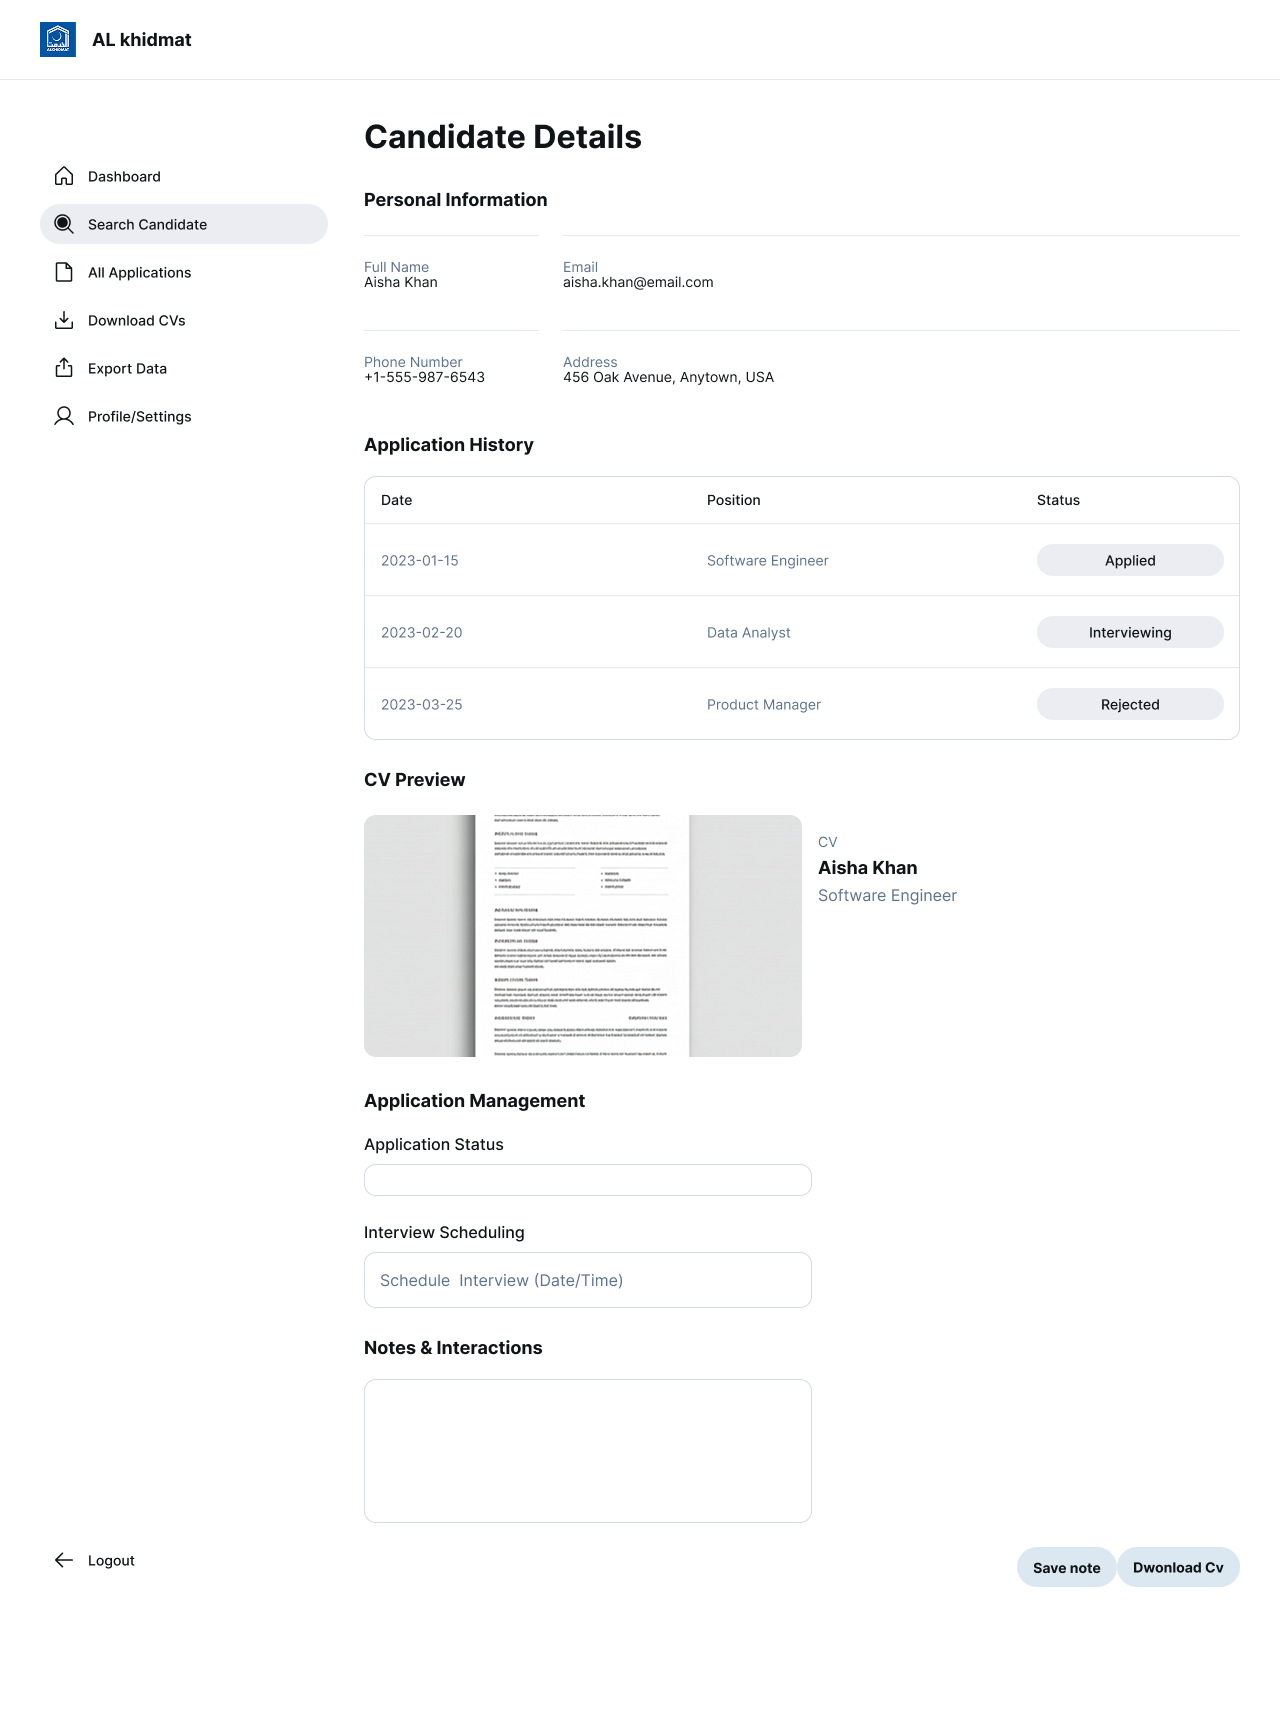 ALKHIDMAT
AL khidmat
Dashboard
Search Candidate
All Applications
Download CVs
Export Data
Profile/Settings
Logout
Candidate Details
Personal Information
Full Name
Aisha Khan
Email
aisha.khan@email.com
Phone Number
+1-555-987-6543
Address
456 Oak Avenue, Anytown, USA
Application History
Date Position Status
2023-01-15 Software Engineer Applied
2023-02-20 Data Analyst Interviewing
2023-03-25 Product Manager Rejected
CV Preview
CV
Aisha Khan
Software Engineer
Application Management
Application Status
Interview Scheduling
Schedule  Interview (Date/Time)
Notes & Interactions
Save note
Dwonload Cv